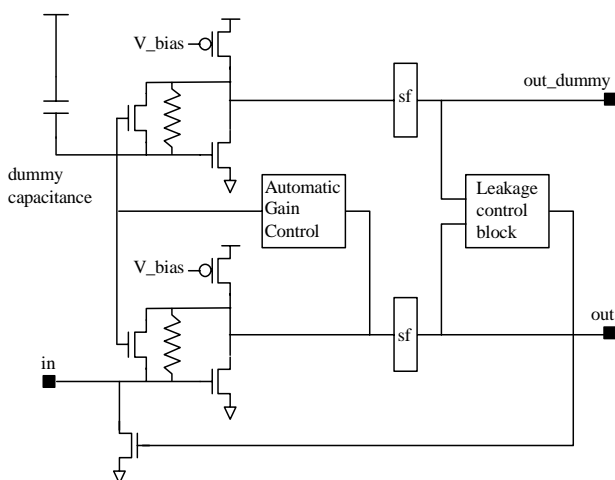 V_bias
out_dummy
sf
dummy
capacitance
Automatic
Gain
Control
Leakage
control
block
V_bias
out
sf
in